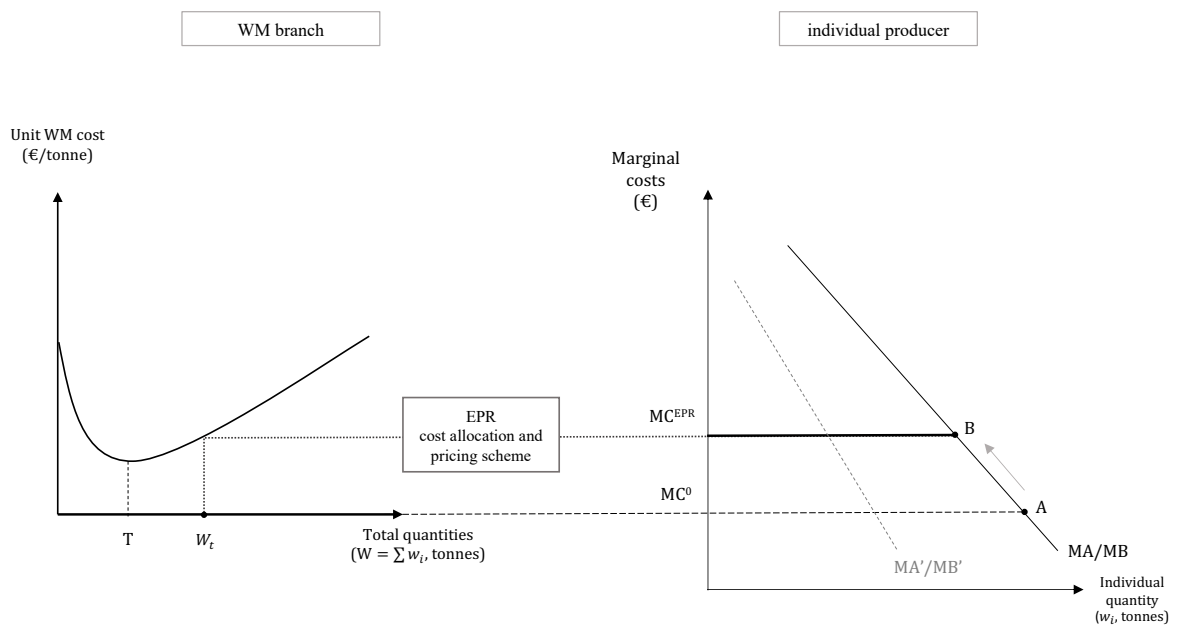 WM branch
individual producer
Unit WM cost
(€/tonne)
Marginal
costs
(€)
EPR
cost allocation and
pricing scheme
MC^EPR
B
MC^0
A
T
W_t
Total quantities
(W = ∑ w_i, tonnes)
MA/MB
MA'/MB'
Individual
quantity
(w_i, tonnes)